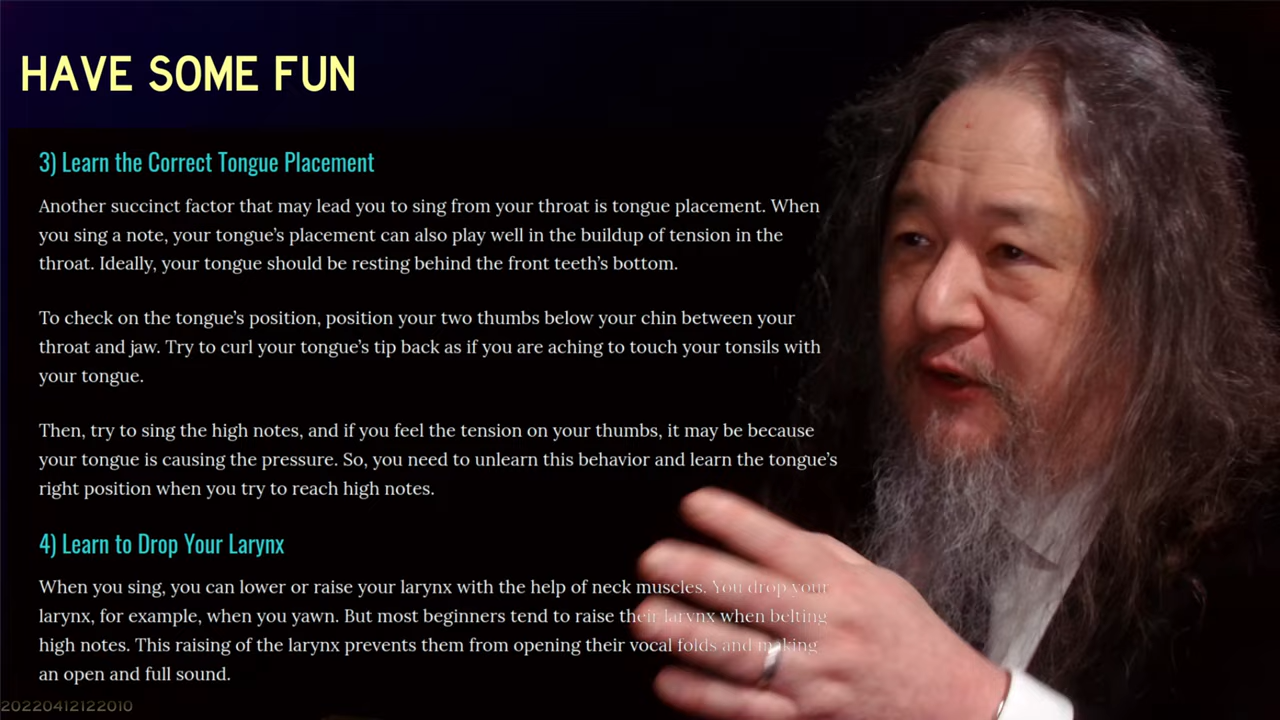 HAVE SOME FUN
3) Learn the Correct Tongue Placement
Another succinct factor that may lead you to sing from your throat is tongue placement. When
you sing a note, your tongue's placement can also play well in the buildup of tension in the
throat. Ideally, your tongue should be resting behind the front teeth's bottom.
To check on the tongue's position, position your two thumbs below your chin between your
throat and jaw. Try to curl your tongue's tip back as if you are aching to touch your tonsils with
your tongue.
Then, try to sing the high notes, and if you feel the tension on your thumbs, it may be because
your tongue is causing the pressure. So, you need to unlearn this behavior and learn the tongue's
right position when you try to reach high notes.
4) Learn to Drop Your Larynx
When you sing, you can lower or raise your larynx with the help of neck muscles. You drop your
larynx, for example, when you yawn. But most beginners tend to raise their larynx when belting
high notes. This raising of the larynx prevents them from opening their vocal folds and making
an open and full sound.
20220412122010